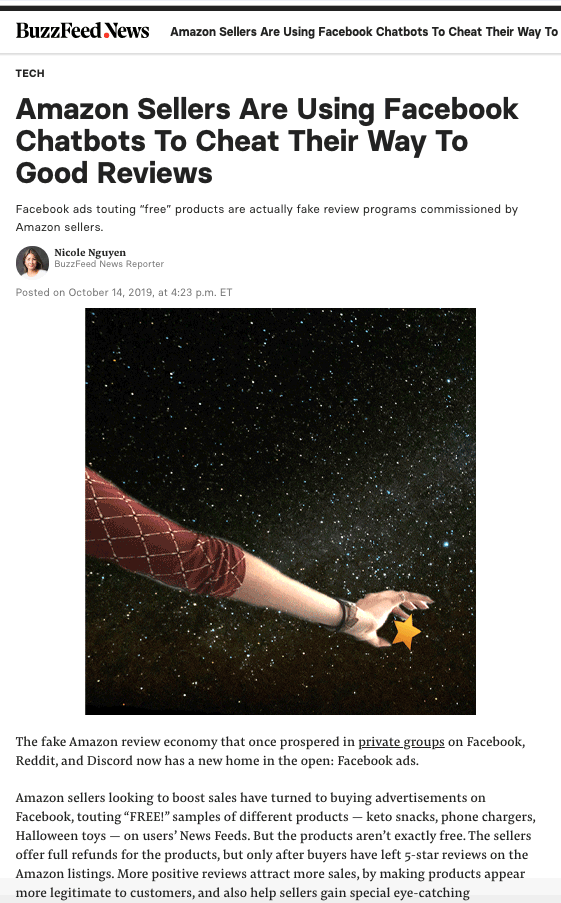 BuzzFeed News
Amazon Sellers Are Using Facebook Chatbots To Cheat Their Way To
TECH
Amazon Sellers Are Using Facebook
Chatbots To Cheat Their Way To
Good Reviews
Facebook ads touting “free” products are actually fake review programs commissioned by
Amazon sellers.
Nicole Nguyen
BuzzFeed News Reporter
Posted on October 14, 2019, at 4:23 p.m. ET
The fake Amazon review economy that once prospered in private groups on Facebook,
Reddit, and Discord now has a new home in the open: Facebook ads.
Amazon sellers looking to boost sales have turned to buying advertisements on
Facebook, touting “FREE!” samples of different products — keto snacks, phone chargers,
Halloween toys — on users’ News Feeds. But the products aren’t exactly free. The sellers
offer full refunds for the products, but only after buyers have left 5-star reviews on the
Amazon listings. More positive reviews attract more sales, by making products appear
more legitimate to customers, and also help sellers gain special eye-catching